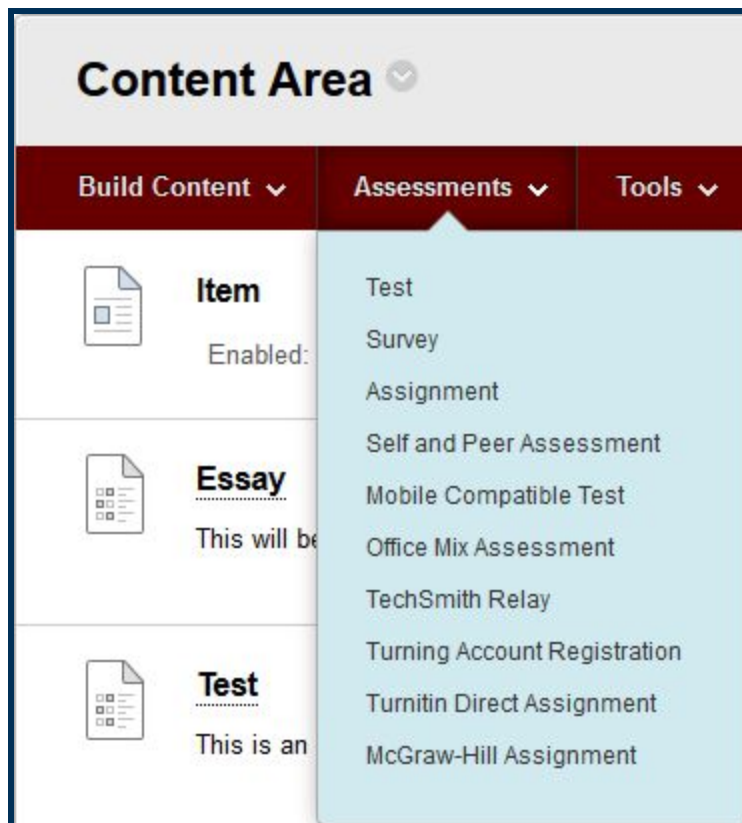 Content Area
Build Content
Assessments
Tools
Item
Enabled:
Essay
This will be
Test
This is an
Test
Survey
Assignment
Self and Peer Assessment
Mobile Compatible Test
Office Mix Assessment
TechSmith Relay
Turning Account Registration
Turnitin Direct Assignment
McGraw-Hill Assignment